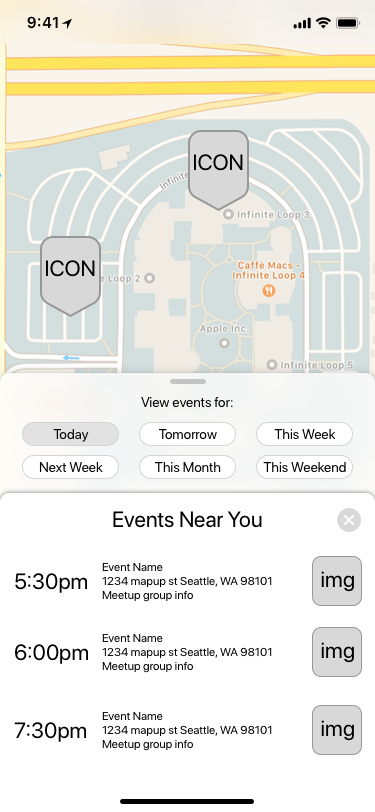 9:41
ICON
Infinite
Infinite Loop 3
ICON
e Loop 2
Caffè Macs -
Infinite Loop 4
Apple Inc.
Infinite Loop 5
View events for:
Today
Tomorrow
This Week
Next Week
This Month
This Weekend
Events Near You
5:30pm
Event Name
1234 mapup st Seattle, WA 98101
Meetup group info
img
6:00pm
Event Name
1234 mapup st Seattle, WA 98101
Meetup group info
img
7:30pm
Event Name
1234 mapup st Seattle, WA 98101
Meetup group info
img